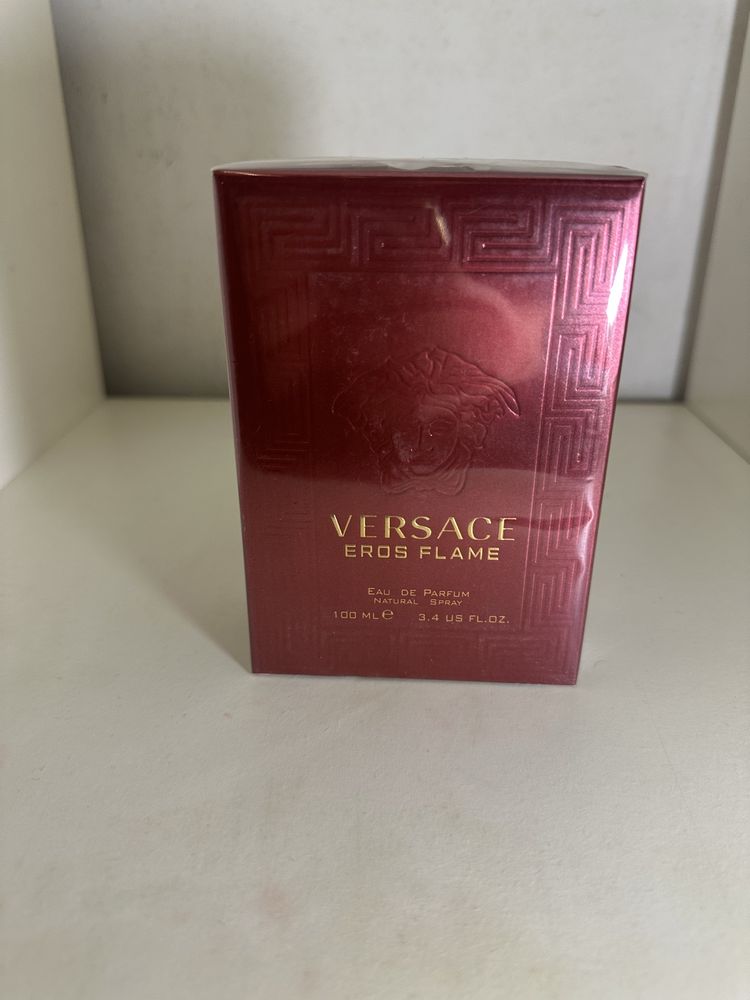 VERSACE
EROS FLAME
EAU DE PARFUM
NATURAL SPRAY
100 ML ℮ 3.4 US FL.OZ.